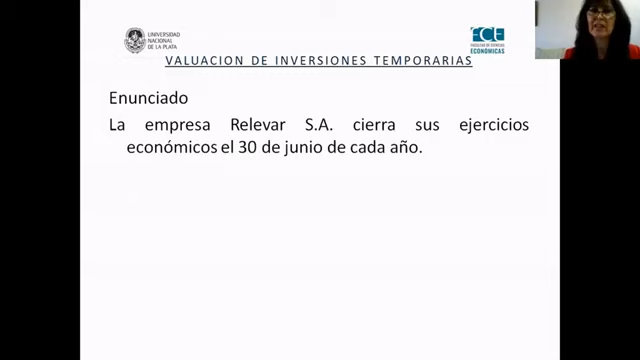 UNIVERSIDAD
NACIONAL
DE LA PLATA
FCE
FACULTAD DE CIENCIAS
ECONÓMICAS
VALUACION DE INVERSIONES TEMPORARIAS
Enunciado
La empresa Relevar S.A. cierra sus ejercicios
económicos el 30 de junio de cada año.